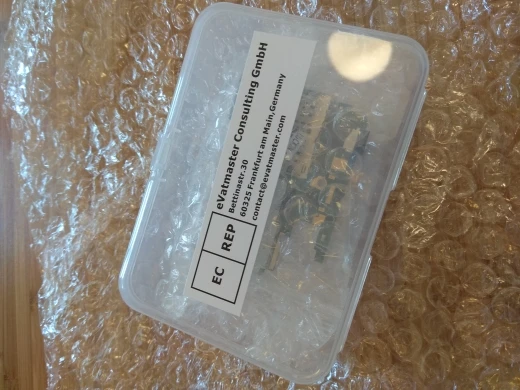 eVatmaster Consulting GmbH
Bettinastr.30
60325 Frankfurt am Main,Germany
contact@evatmaster.com
EC REP